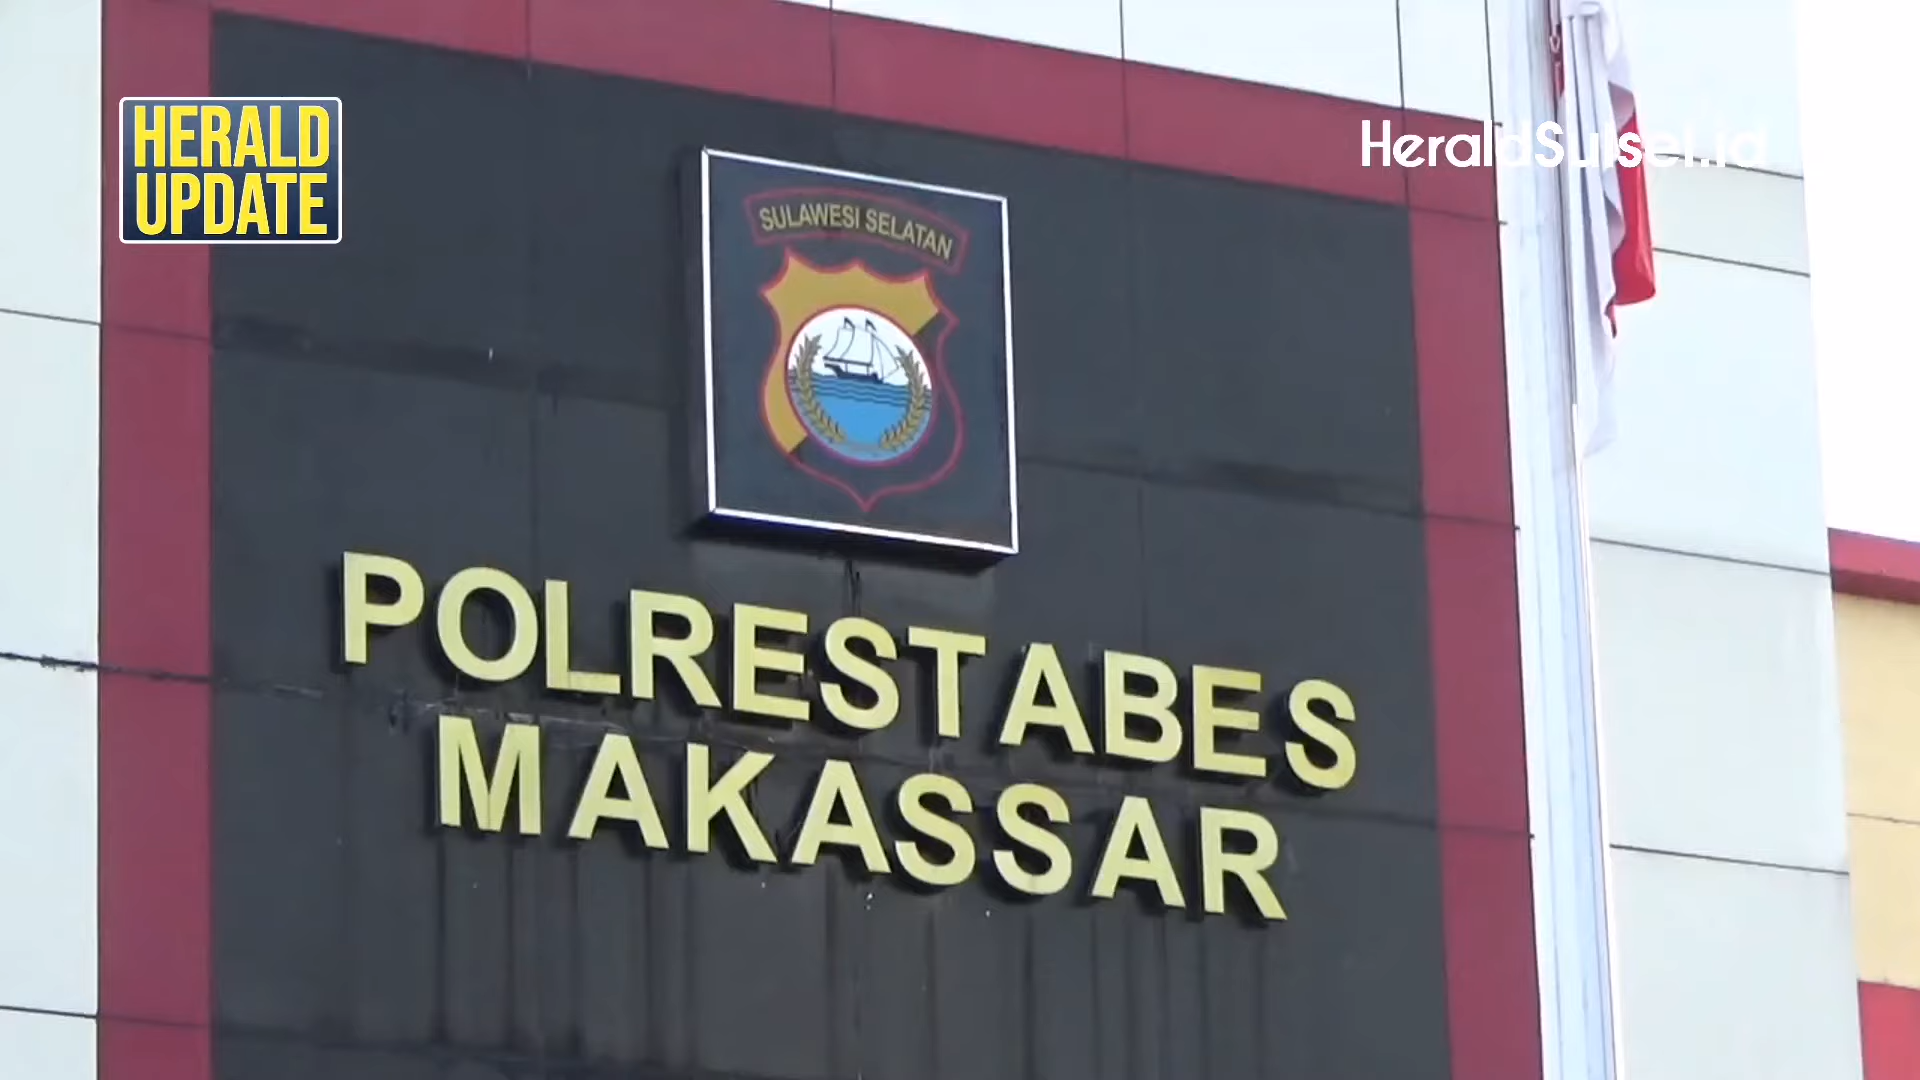 HERALD
UPDATE
HeraldSulsel.id
SULAWESI SELATAN
POLRESTABES
MAKASSAR